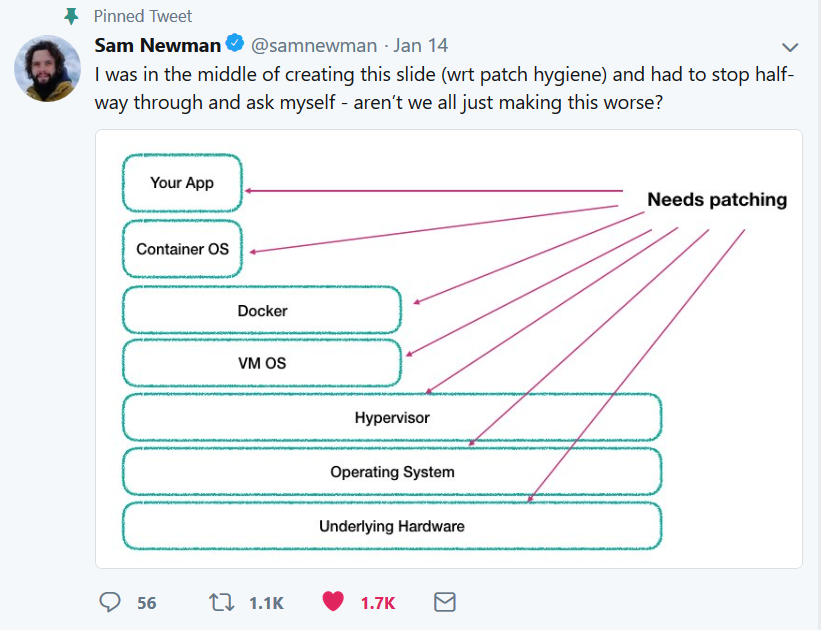 Pinned Tweet
Sam Newman @samnewman · Jan 14
I was in the middle of creating this slide (wrt patch hygiene) and had to stop half-
way through and ask myself - aren’t we all just making this worse?
Your App
Needs patching
Container OS
Docker
VM OS
Hypervisor
Operating System
Underlying Hardware
56 1.1K 1.7K